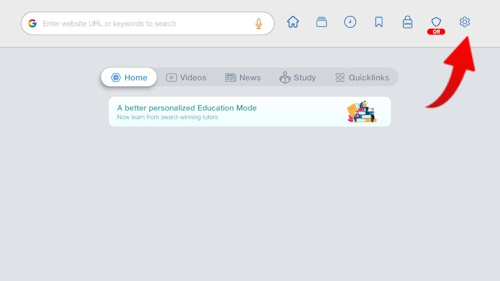 Enter website URL or keywords to search
Off
Home
Videos
News
Study
Quicklinks
A better personalized Education Mode
Now learn from award-winning tutors